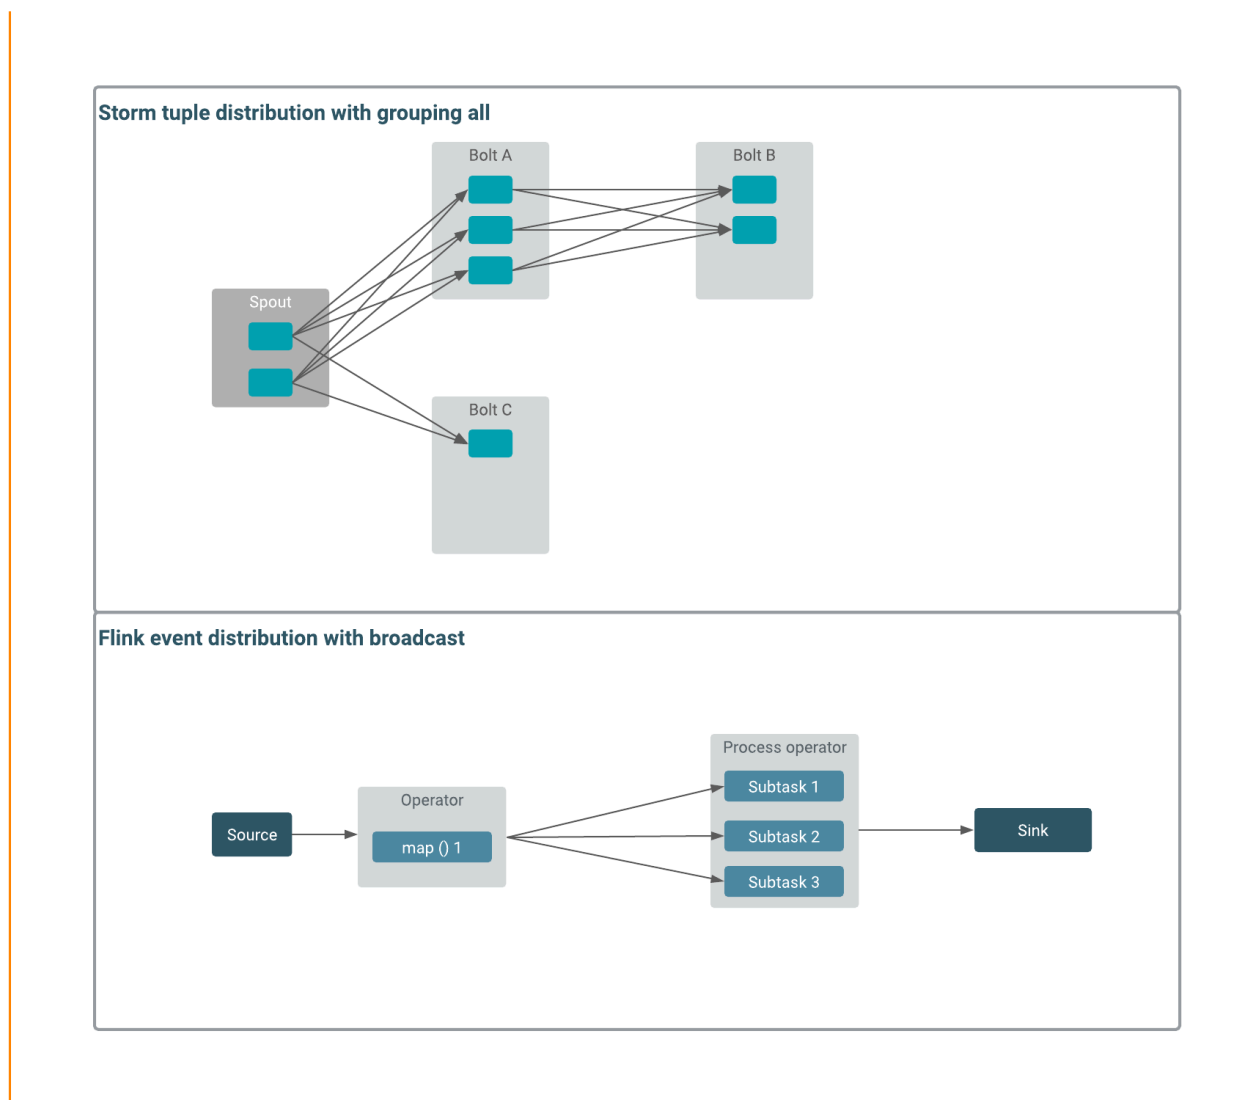 Storm tuple distribution with grouping all
Bolt A
Bolt B
Spout
Bolt C
Flink event distribution with broadcast
Process operator
Subtask 1
Operator
Source
map () 1
Subtask 2
Sink
Subtask 3